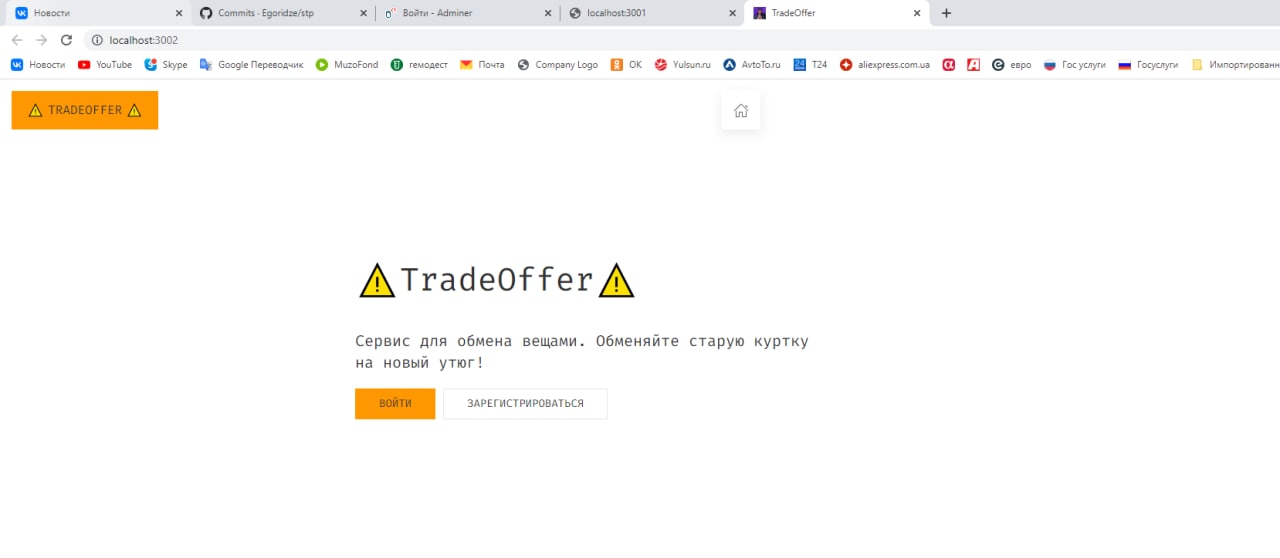 Новости
Commits · Egoridze/stp
Войти - Adminer
localhost:3001
TradeOffer
localhost:3002
Новости YouTube Skype Google Переводчик MuzoFond гемодест Почта Company Logo OK Yulsun.ru AvtoTo.ru T24 aliexpress.com.ua евро Гос услуги Госуслуги Импортированн
⚠ TRADEOFFER ⚠
⚠TradeOffer⚠
Сервис для обмена вещами. Обменяйте старую куртку
на новый утюг!
ВОЙТИ ЗАРЕГИСТРИРОВАТЬСЯ